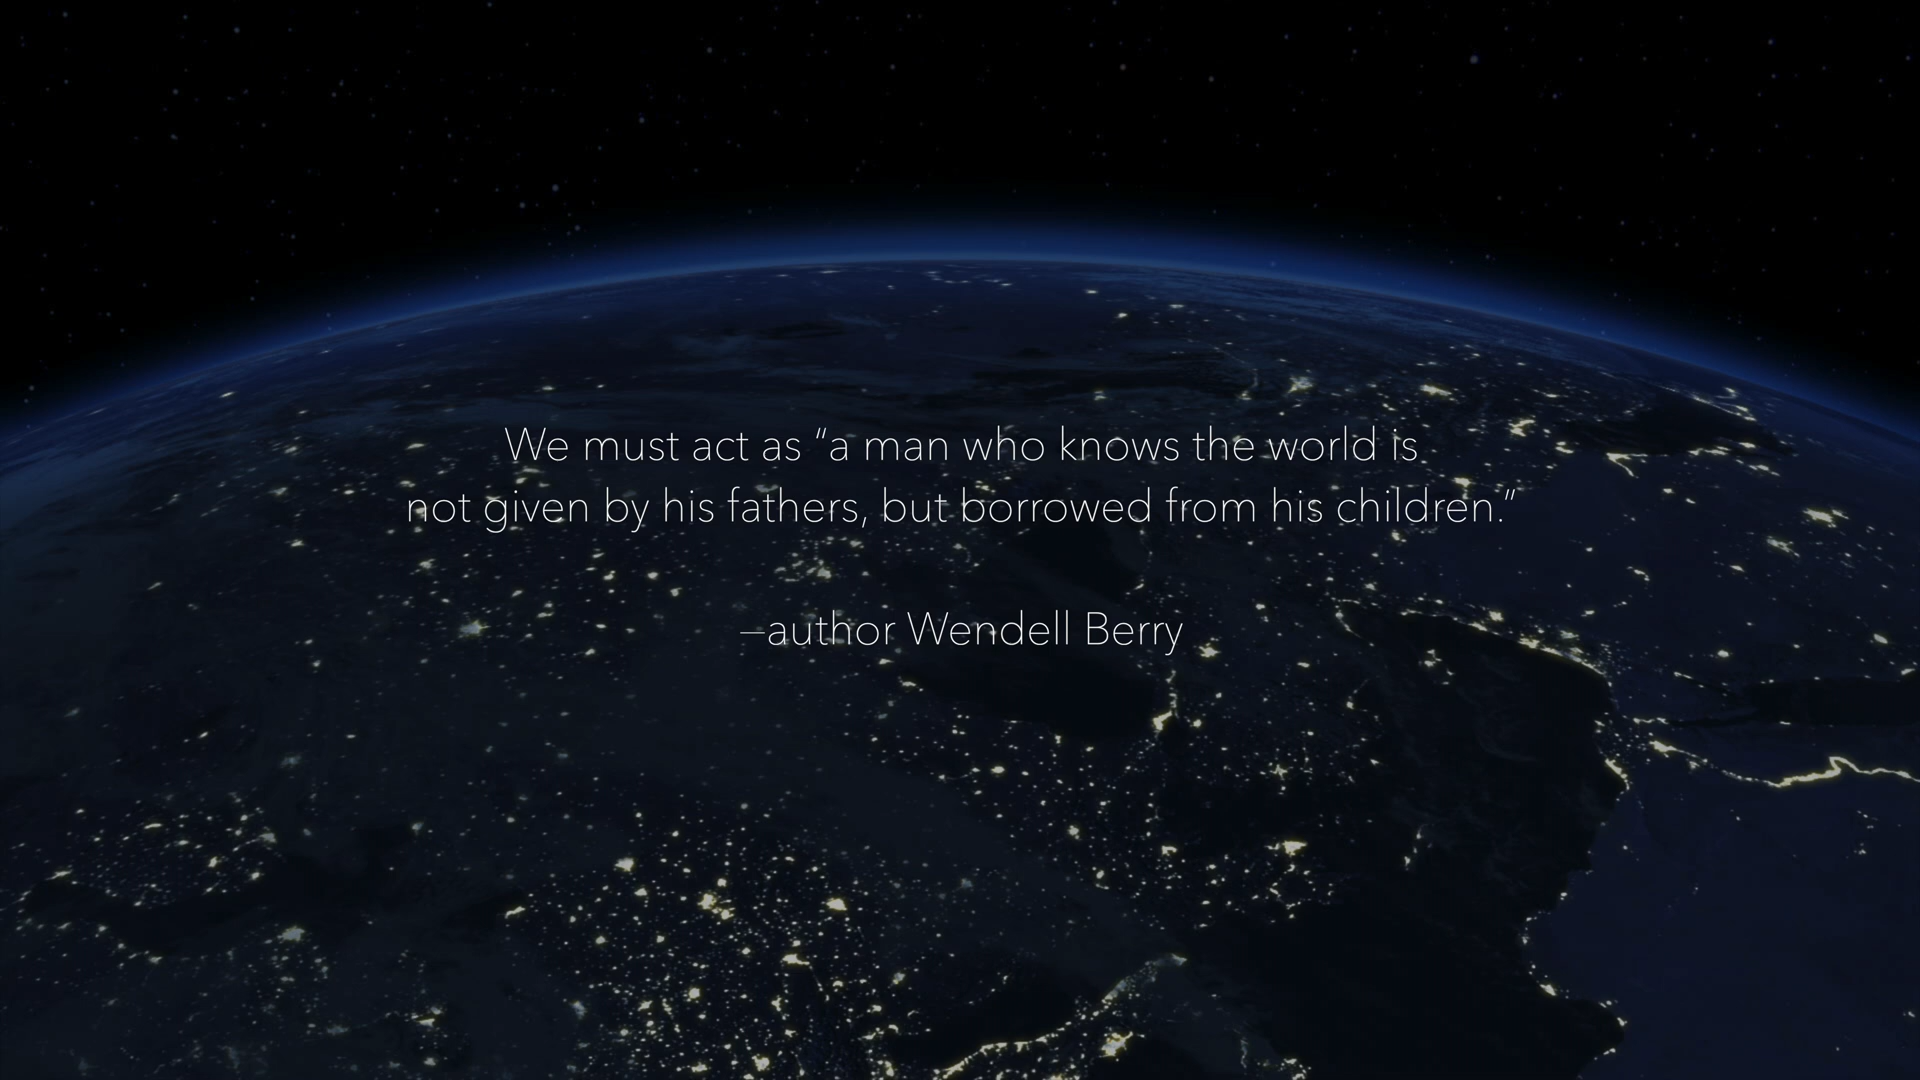 We must act as “a man who knows the world is
not given by his fathers, but borrowed from his children.”
—author Wendell Berry